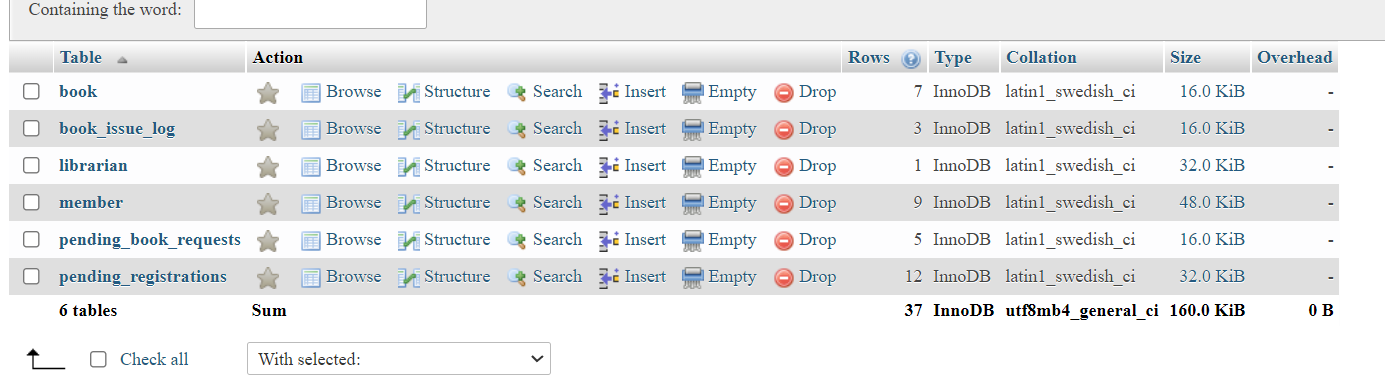 Containing the word:
Table Action Rows Type Collation Size Overhead
book Browse Structure Search Insert Empty Drop 7 InnoDB latin1_swedish_ci 16.0 KiB -
book_issue_log Browse Structure Search Insert Empty Drop 3 InnoDB latin1_swedish_ci 16.0 KiB -
librarian Browse Structure Search Insert Empty Drop 1 InnoDB latin1_swedish_ci 32.0 KiB -
member Browse Structure Search Insert Empty Drop 9 InnoDB latin1_swedish_ci 48.0 KiB -
pending_book_requests Browse Structure Search Insert Empty Drop 5 InnoDB latin1_swedish_ci 16.0 KiB -
pending_registrations Browse Structure Search Insert Empty Drop 12 InnoDB latin1_swedish_ci 32.0 KiB -
6 tables Sum 37 InnoDB utf8mb4_general_ci 160.0 KiB 0 B
Check all With selected: